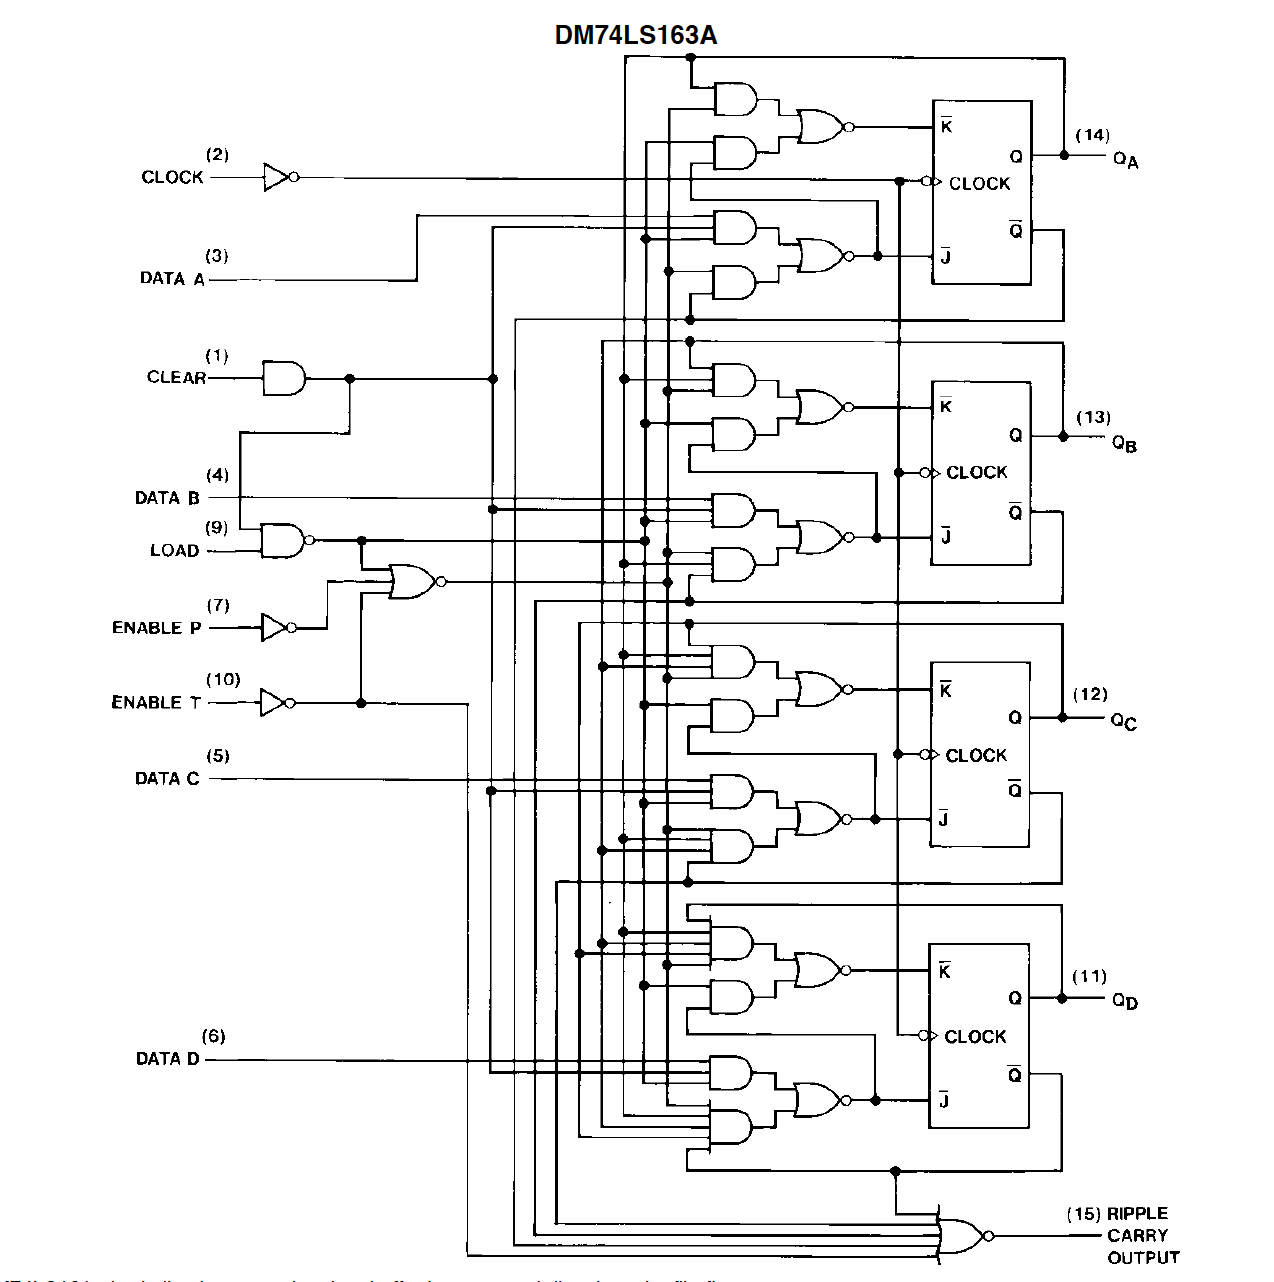 DM74LS163A
(2)
CLOCK
(3)
DATA A
(1)
CLEAR
(4)
DATA B
(9)
LOAD
(7)
ENABLE P
(10)
ENABLE T
(5)
DATA C
(6)
DATA D
K̅
Q
CLOCK
Q̅
J̅
(14)
QA
K̅
Q
CLOCK
Q̅
J̅
(13)
QB
K̅
Q
CLOCK
Q̅
J̅
(12)
QC
K̅
Q
CLOCK
Q̅
J̅
(11)
QD
(15) RIPPLE
CARRY
OUTPUT